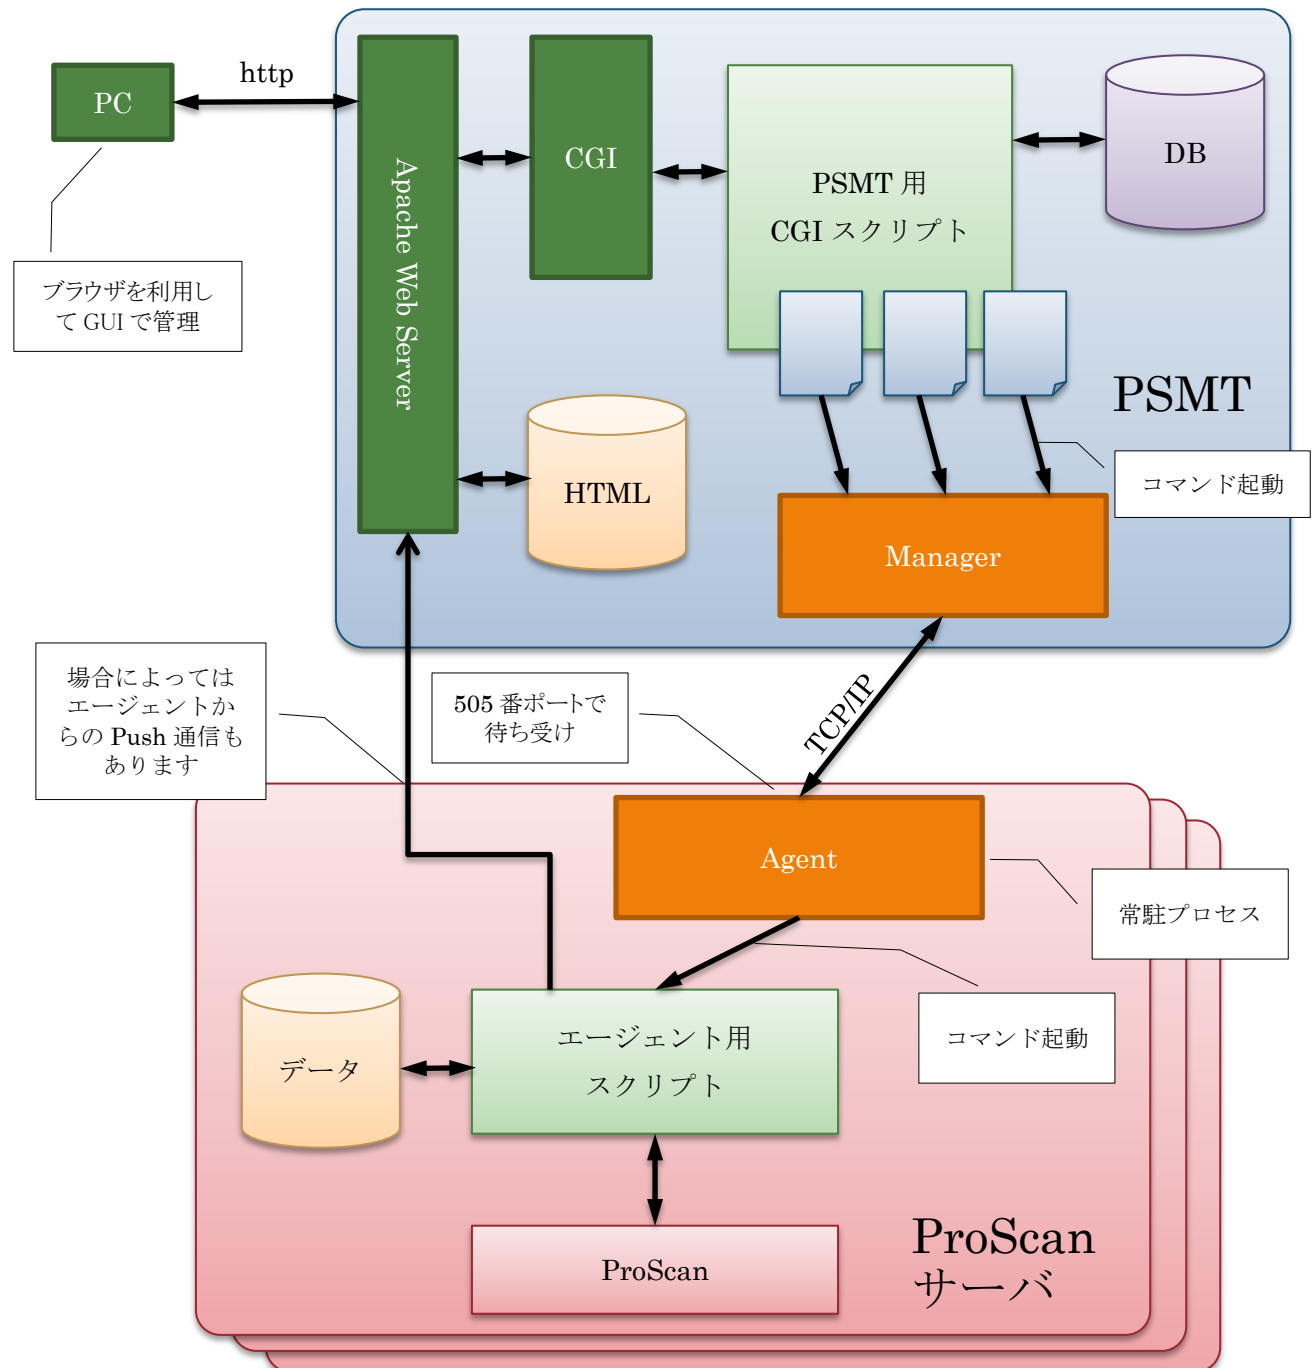 http
PC
Apache Web Server
CGI
PSMT 用
CGI スクリプト
DB
ブラウザを利用し
て GUI で管理
PSMT
HTML
コマンド起動
Manager
場合によっては
エージェントか
らの Push 通信も
あります
505 番ポートで
待ち受け
TCP/IP
Agent
常駐プロセス
コマンド起動
エージェント用
スクリプト
データ
ProScan
サーバ
ProScan